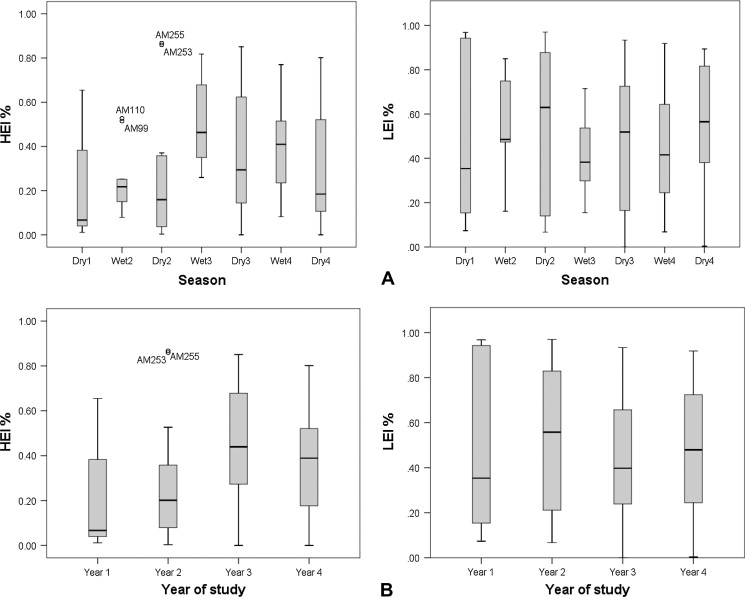 HEI %
1.00
0.80
0.60
0.40
0.20
0.00
AM110
AM99
AM255
AM253
Dry1 Wet2 Dry2 Wet3 Dry3 Wet4 Dry4
Season
LEI %
1.00
.80
.60
.40
.20
.00
Dry1 Wet2 Dry2 Wet3 Dry3 Wet4 Dry4
Season
A
HEI %
1.00
0.80
0.60
0.40
0.20
0.00
AM253 AM255
Year 1 Year 2 Year 3 Year 4
Year of study
LEI %
1.00
.80
.60
.40
.20
.00
Year 1 Year 2 Year 3 Year 4
Year of study
B